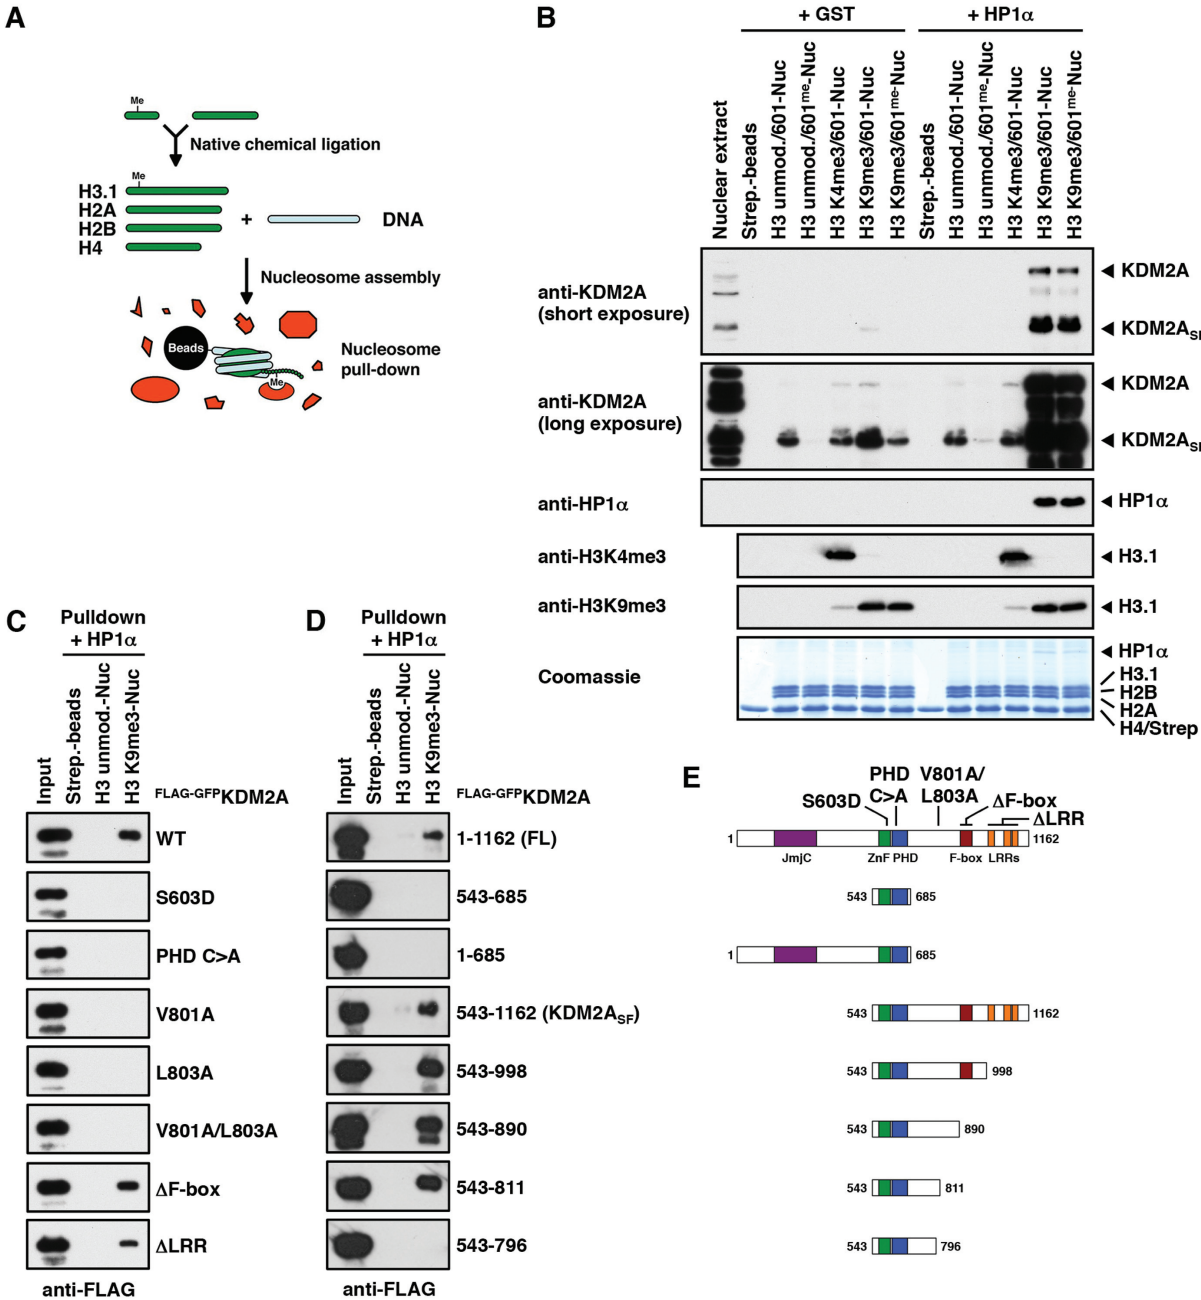 A
Me
Native chemical ligation
Me
H3.1
H2A
H2B
H4
+
DNA
Nucleosome assembly
Beads
Me
Nucleosome
pull-down
B
+ GST
+ HP1α
Nuclear extract
Strep.-beads
H3 unmod./601-Nuc
H3 unmod./601me-Nuc
H3 K4me3/601-Nuc
H3 K9me3/601-Nuc
H3 K9me3/601me-Nuc
Strep.-beads
H3 unmod./601-Nuc
H3 unmod./601me-Nuc
H3 K4me3/601-Nuc
H3 K9me3/601-Nuc
H3 K9me3/601me-Nuc
anti-KDM2A
(short exposure)
KDM2A
KDM2A
anti-KDM2A
(long exposure)
KDM2A
KDM2A
anti-HP1α
HP1α
anti-H3K4me3
H3.1
anti-H3K9me3
H3.1
Coomassie
HP1α
H3.1
H2B
H2A
H4/Strep
C
Pulldown
+ HP1α
Input
Strep.-beads
H3 unmod.-Nuc
H3 K9me3-Nuc
FLAG-GFPKDM2A
WT
S603D
PHD C>A
V801A
L803A
V801A/L803A
ΔF-box
ΔLRR
anti-FLAG
D
Pulldown
+ HP1α
Input
Strep.-beads
H3 unmod.-Nuc
H3 K9me3-Nuc
FLAG-GFPKDM2A
1-1162 (FL)
543-685
1-685
543-1162 (KDM2ASF)
543-998
543-890
543-811
543-796
anti-FLAG
E
S603D
PHD
C>A
V801A/
L803A
ΔF-box
ΔLRR
1
1162
JmjC
ZnF PHD
F-box
LRRs
543
685
1
685
543
1162
543
998
543
890
543
811
543
796